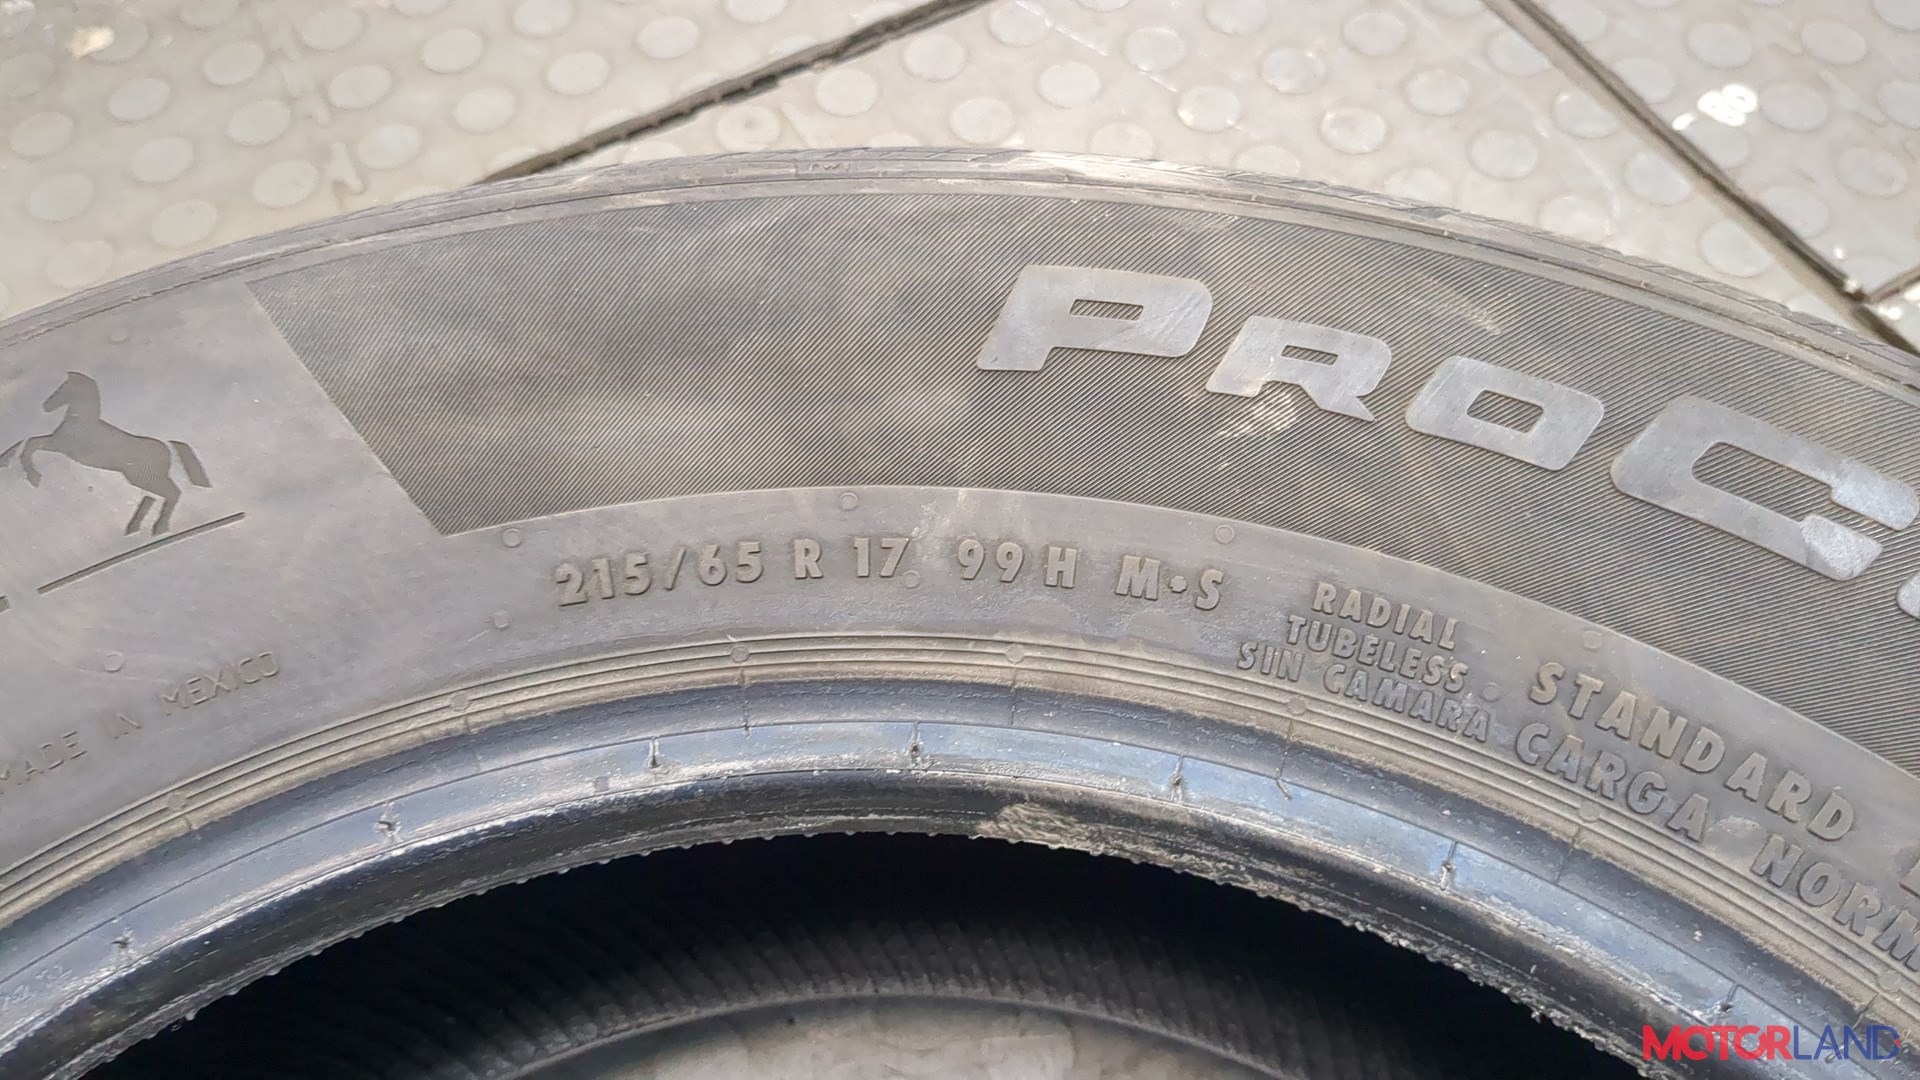 ProC
215/65 R 17 99 H M•S
RADIAL
TUBELESS
SIN CAMARA
STANDARD
CARGA NORM
MADE IN MEXICO
MOTORLAND